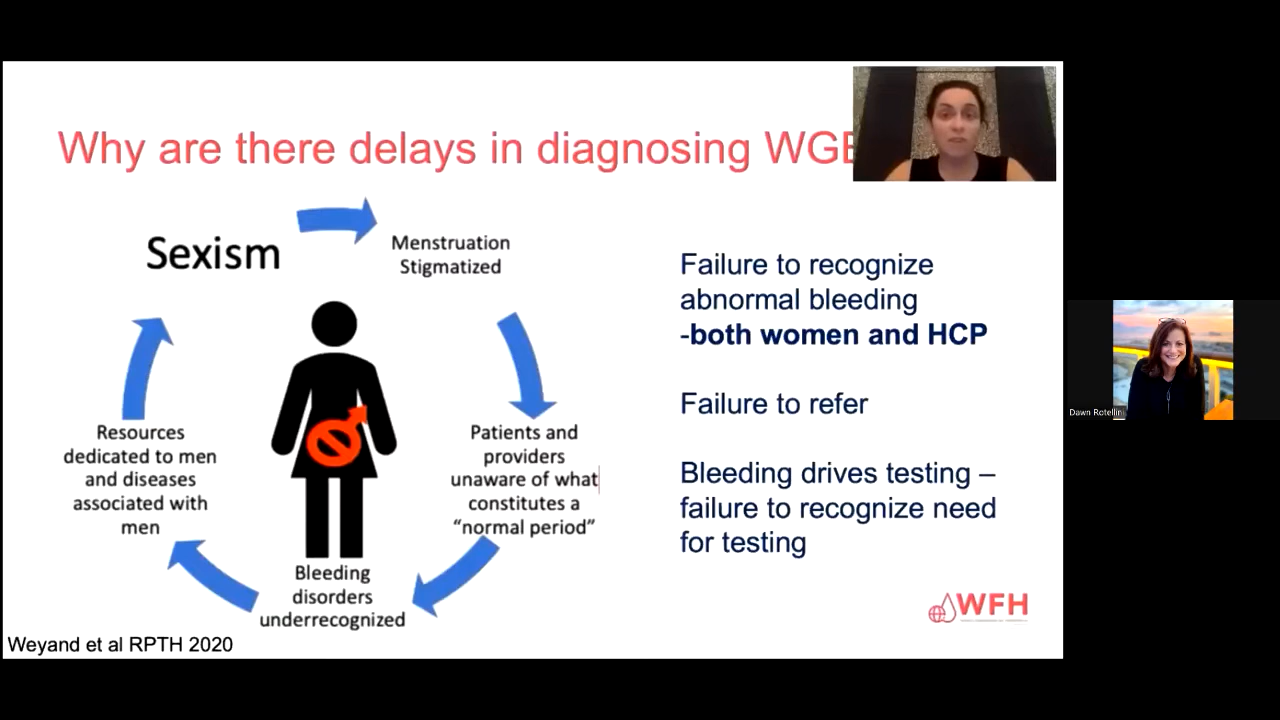 Why are there delays in diagnosing
Sexism
Menstruation
Stigmatized
Patients and
providers
unaware of what
constitutes a
“normal period”
Bleeding
disorders
underrecognized
Resources
dedicated to men
and diseases
associated with
men
Failure to recognize
abnormal bleeding
-both women and HCP
Failure to refer
Bleeding drives testing –
failure to recognize need
for testing
WFH
Weyand et al RPTH 2020
Dawn Rotellini